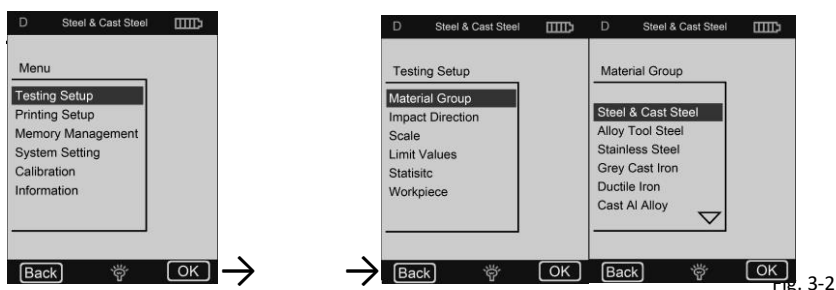 D Steel & Cast Steel
Menu
Testing Setup
Printing Setup
Memory Management
System Setting
Calibration
Information
Back OK
D Steel & Cast Steel
Testing Setup
Material Group
Impact Direction
Scale
Limit Values
Statisitc
Workpiece
Back OK
D Steel & Cast Steel
Material Group
Steel & Cast Steel
Alloy Tool Steel
Stainless Steel
Grey Cast Iron
Ductile Iron
Cast Al Alloy
Back OK
Fig. 3-2